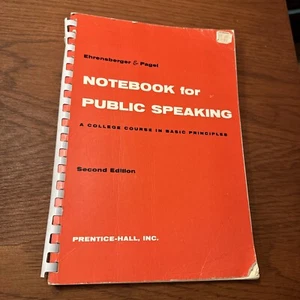 Ehrensberger & Pagel
NOTEBOOK for
PUBLIC SPEAKING
A COLLEGE COURSE IN BASIC PRINCIPLES
Second Edition
PRENTICE-HALL, INC.